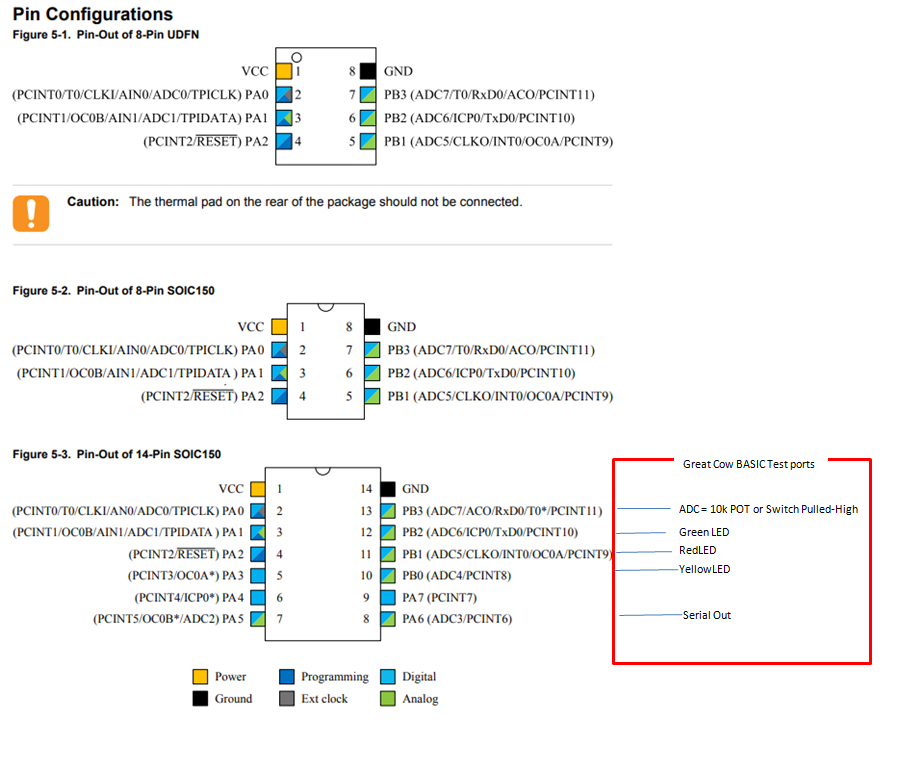 Pin Configurations
Figure 5-1. Pin-Out of 8-Pin UDFN
VCC 1 8 GND
(PCINT0/T0/CLKI/AIN0/ADC0/TPICLK) PA0 2 7 PB3 (ADC7/T0/RxD0/ACO/PCINT11)
(PCINT1/OC0B/AIN1/ADC1/TPIDATA) PA1 3 6 PB2 (ADC6/ICP0/TxD0/PCINT10)
(PCINT2/RESET) PA2 4 5 PB1 (ADC5/CLKO/INT0/OC0A/PCINT9)
Caution: The thermal pad on the rear of the package should not be connected.
Figure 5-2. Pin-Out of 8-Pin SOIC150
VCC 1 8 GND
(PCINT0/T0/CLKI/AIN0/ADC0/TPICLK) PA0 2 7 PB3 (ADC7/T0/RxD0/ACO/PCINT11)
(PCINT1/OC0B/AIN1/ADC1/TPIDATA ) PA1 3 6 PB2 (ADC6/ICP0/TxD0/PCINT10)
(PCINT2/RESET) PA2 4 5 PB1 (ADC5/CLKO/INT0/OC0A/PCINT9)
Figure 5-3. Pin-Out of 14-Pin SOIC150
Great Cow BASIC Test ports
VCC 1 14 GND
(PCINT0/T0/CLKI/AN0/ADC0/TPICLK) PA0 2 13 PB3 (ADC7/ACO/RxD0/T0*/PCINT11) ADC = 10k POT or Switch Pulled-High
(PCINT1/OC0B/AIN1/ADC1/TPIDATA ) PA1 3 12 PB2 (ADC6/ICP0/TxD0/PCINT10) Green LED
(PCINT2/RESET) PA2 4 11 PB1 (ADC5/CLKO/INT0/OC0A/PCINT9) RedLED
(PCINT3/OC0A*) PA3 5 10 PB0 (ADC4/PCINT8) YellowLED
(PCINT4/ICP0*) PA4 6 9 PA7 (PCINT7)
(PCINT5/OC0B*/ADC2) PA5 7 8 PA6 (ADC3/PCINT6) Serial Out
Power Programming Digital
Ground Ext clock Analog